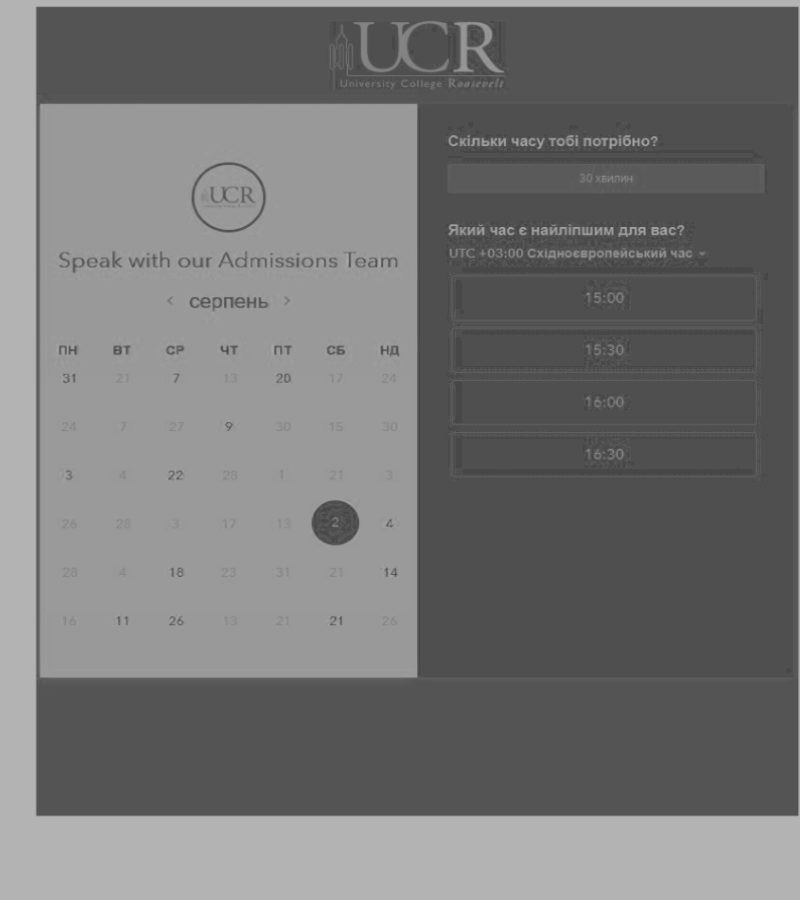 UCR
University College Roosevelt
UCR
Speak with our Admissions Team
серпень
ПН ВТ СР ЧТ ПТ СБ НД
31 21 7 13 20 17 24
24 7 27 9 30 15 30
3 4 22 28 1 21 3
26 28 3 17 13 2 4
28 4 18 23 31 21 14
16 11 26 13 21 21 26
Скільки часу тобі потрібно?
30 хвилин
Який час є найліпшим для вас?
UTC +03:00 Східноєвропейський час
15:00
15:30
16:00
16:30